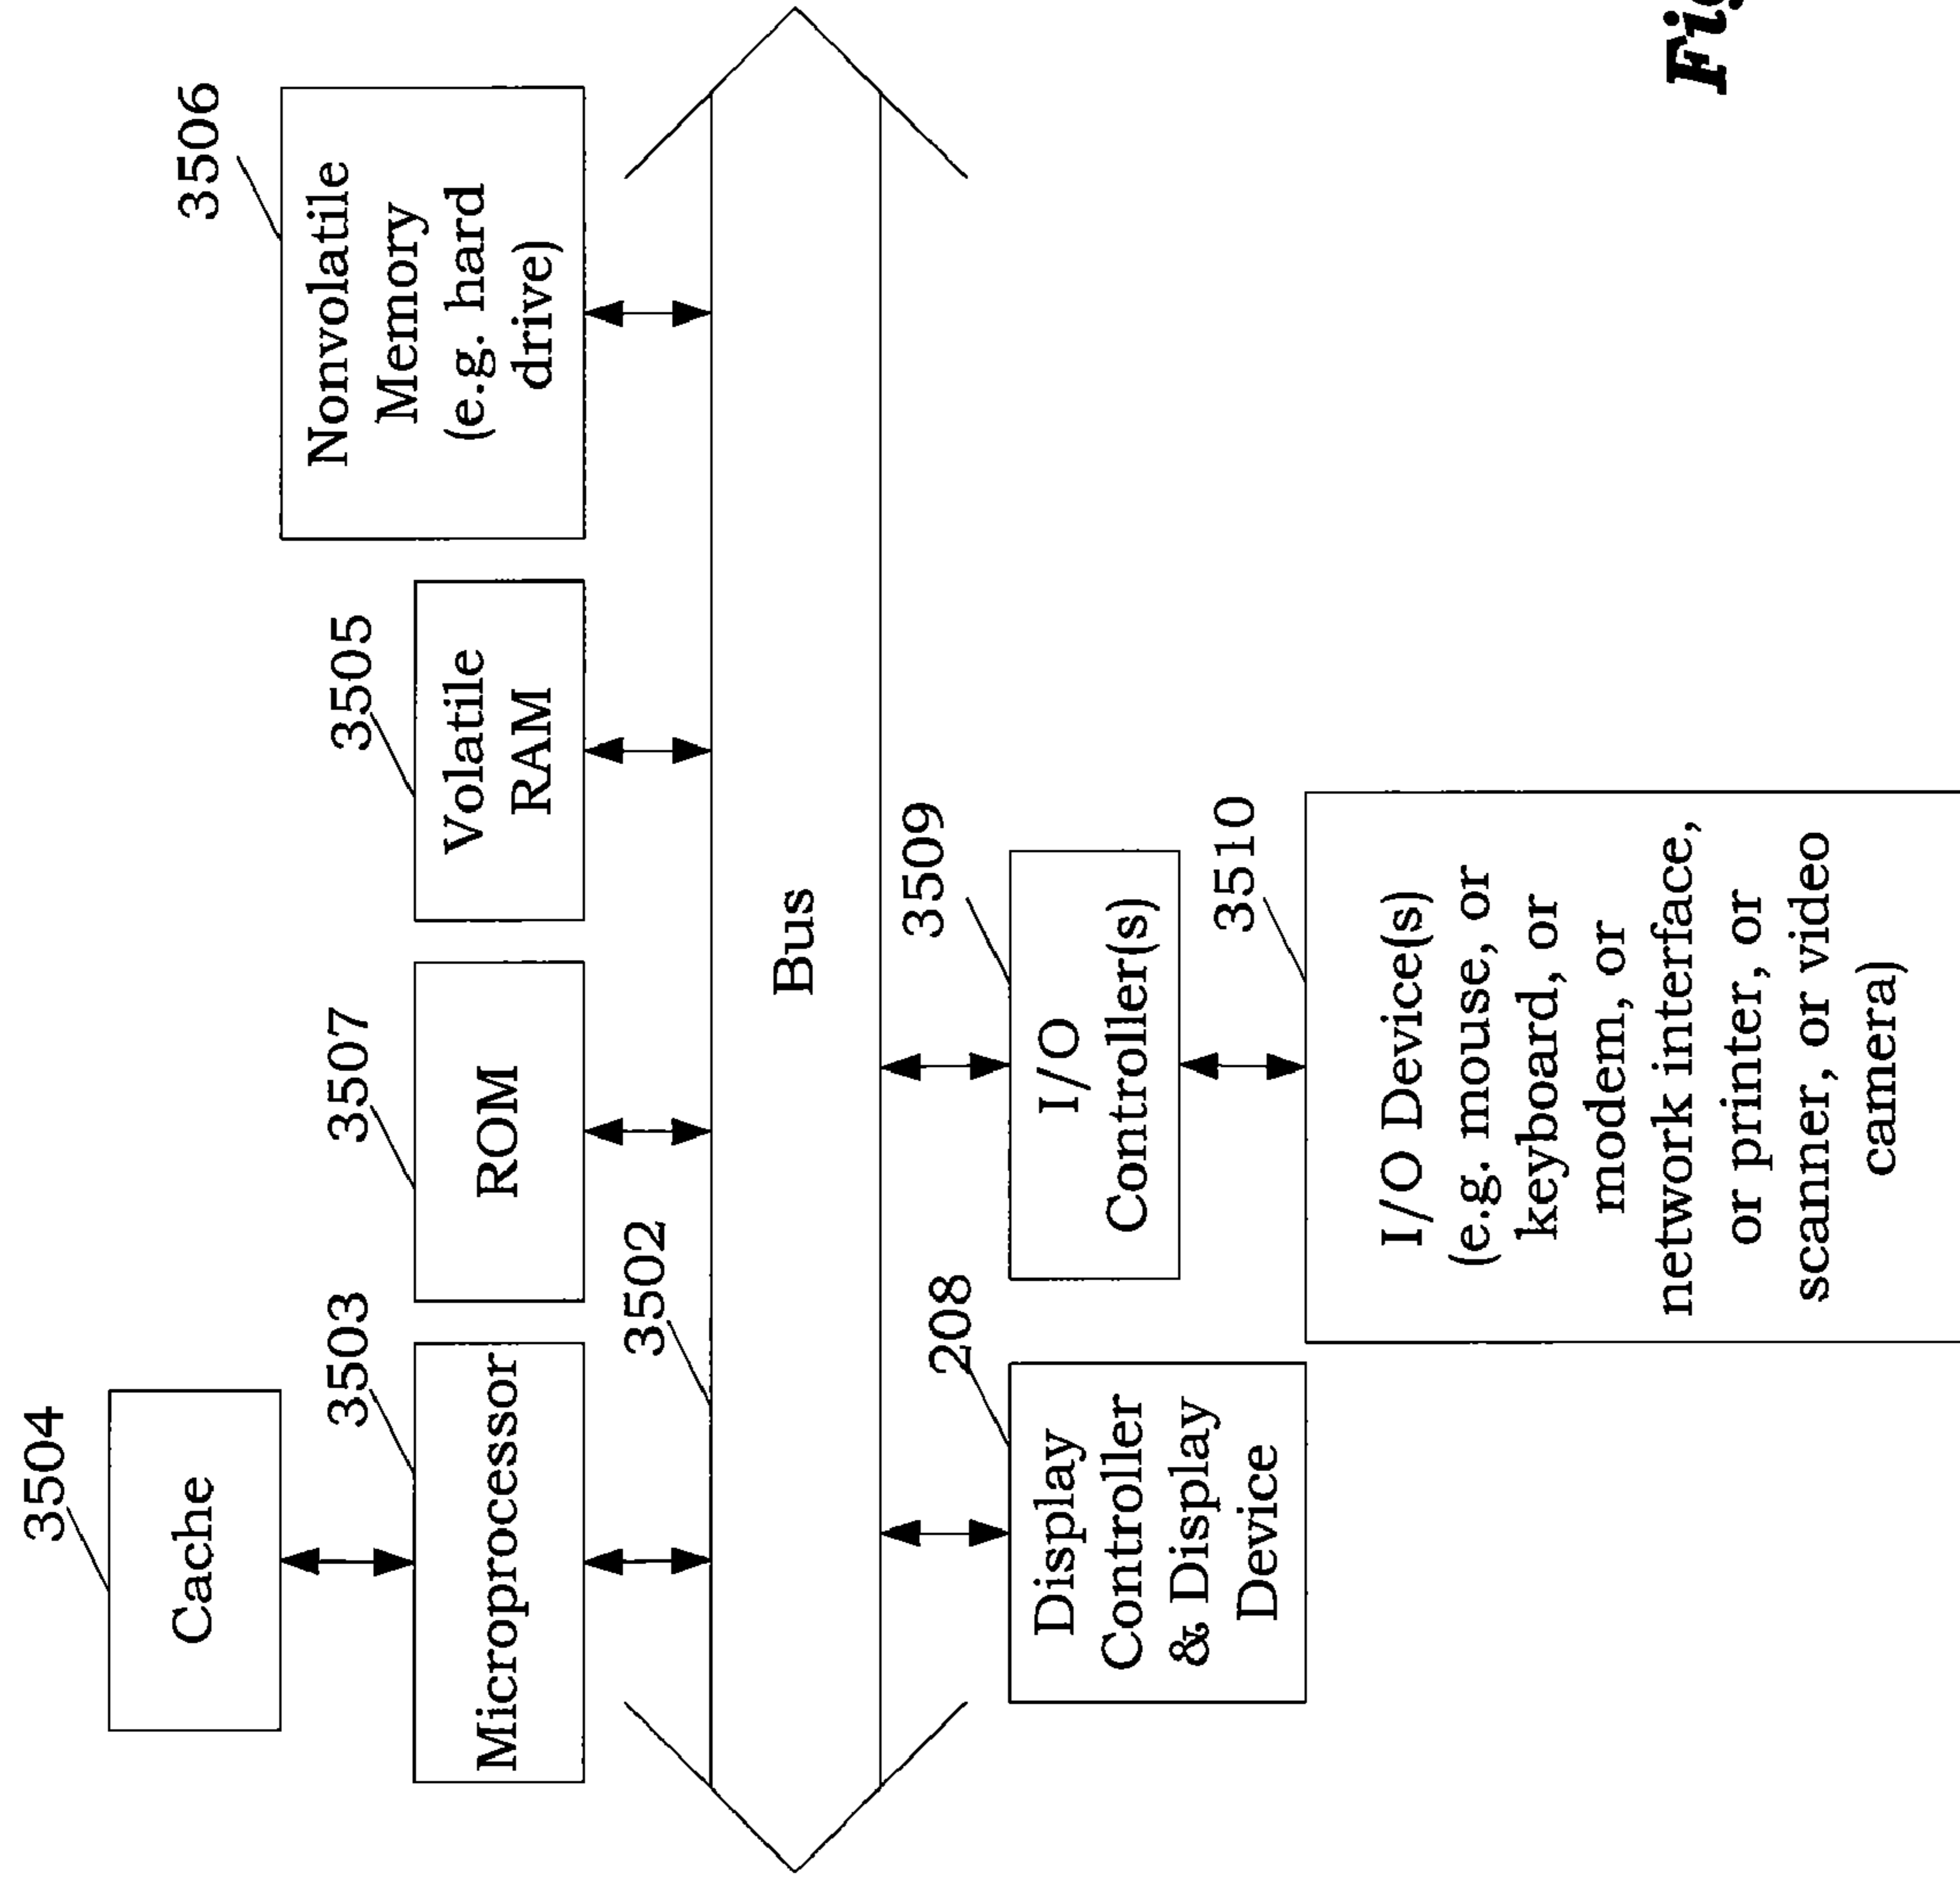 3504
Cache
3503
Microprocessor
3507
ROM
3505
Volatile
RAM
3506
Nonvolatile
Memory
(e.g. hard
drive)
3502
Bus
208
Display
Controller
& Display
Device
3509
I/O
Controller(s)
3510
I/O Device(s)
(e.g. mouse, or
keyboard, or
modem, or
network interface,
or printer, or
scanner, or video
camera)